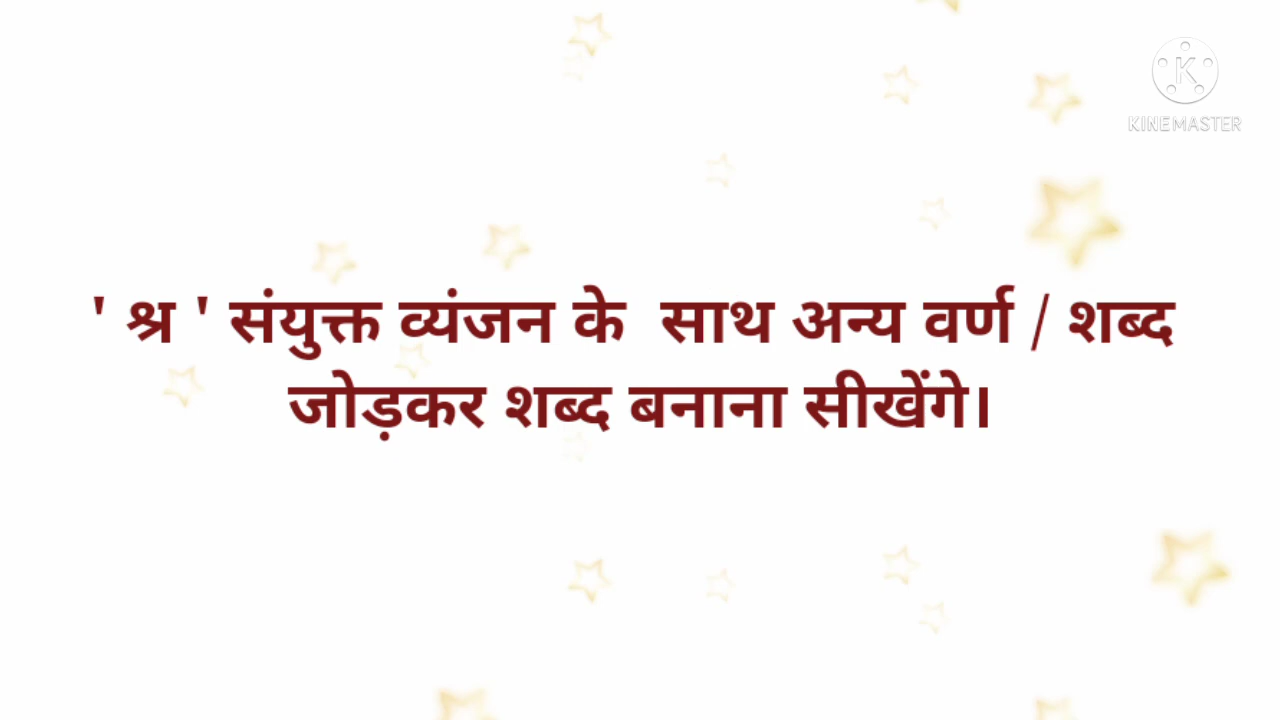 KINEMASTER
' श्र ' संयुक्त व्यंजन के  साथ अन्य वर्ण / शब्द
जोड़कर शब्द बनाना सीखेंगे।